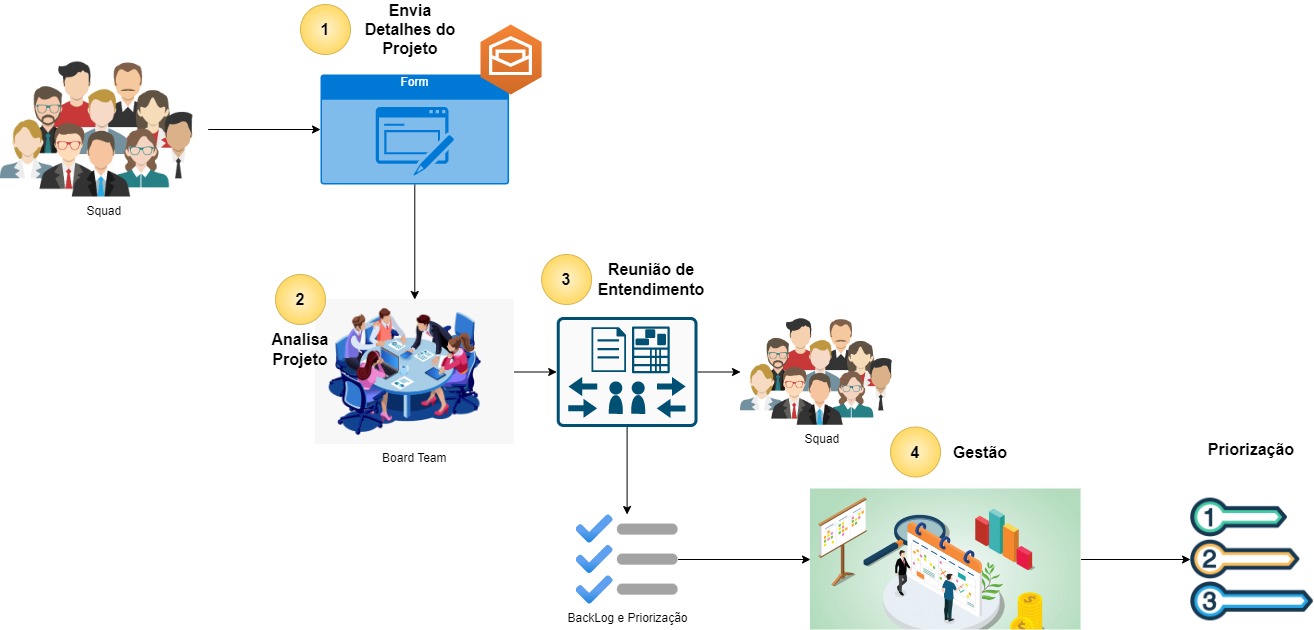 1
Envia
Detalhes do
Projeto
Form
Squad
2
Analisa
Projeto
Board Team
3
Reunião de
Entendimento
Squad
4
Gestão
Priorização
BackLog e Priorização
1
2
3